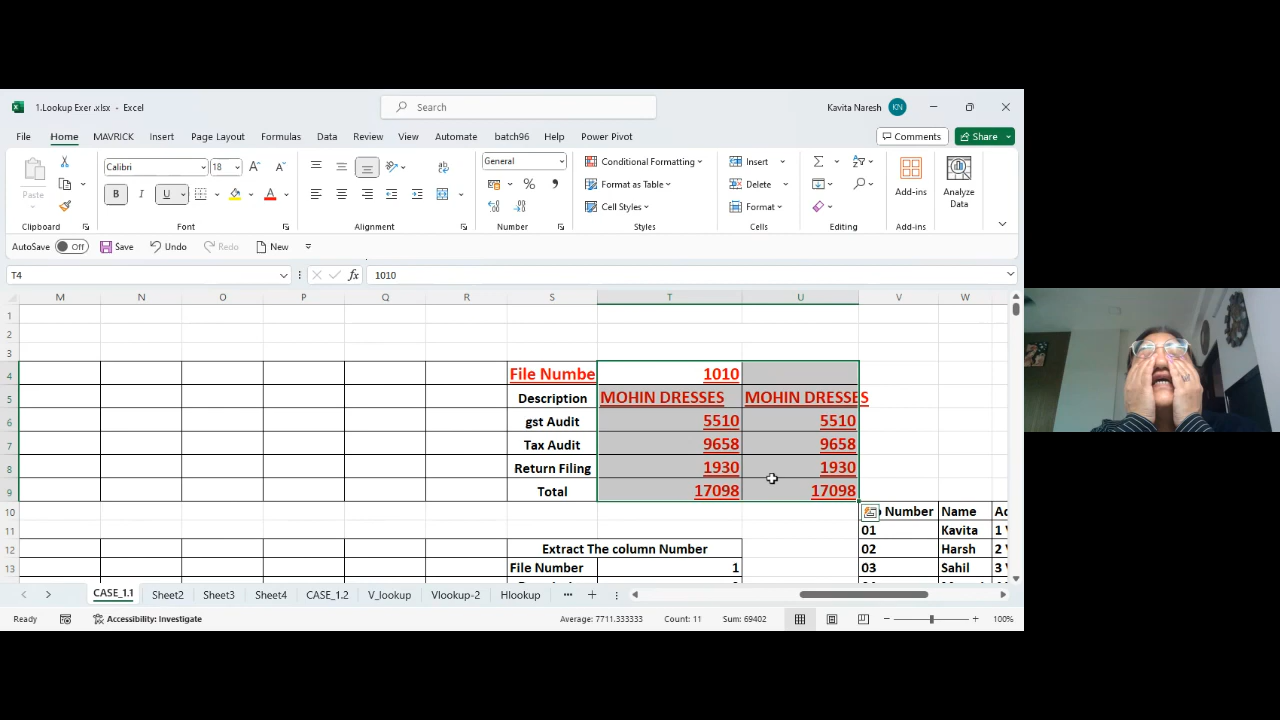 1.Lookup Exer .xlsx - Excel
Search
Kavita Naresh KN
File Home MAVRICK Insert Page Layout Formulas Data Review View Automate batch96 Help Power Pivot
Comments Share
Paste
Calibri 18
B I U
General
Conditional Formatting
Format as Table
Cell Styles
Insert
Delete
Format
Add-ins
Analyze
Data
Clipboard Font Alignment Number Styles Cells Editing Add-ins
AutoSave Off Save Undo Redo New
T4 fx 1010
M N O P Q R S T U V W X
1
2
3
4 File Numbe 1010
5 Description MOHIN DRESSES MOHIN DRESSES
6 gst Audit 5510 5510
7 Tax Audit 9658 9658
8 Return Filing 1930 1930
9 Total 17098 17098
10 Number Name
11 01 Kavita 1
12 Extract The column Number 02 Harsh 2
13 File Number 1 03 Sahil 3
CASE_1.1 Sheet2 Sheet3 Sheet4 CASE_1.2 V_lookup Vlookup-2 Hlookup
Ready Accessibility: Investigate Average: 7711.333333 Count: 11 Sum: 69402 100%